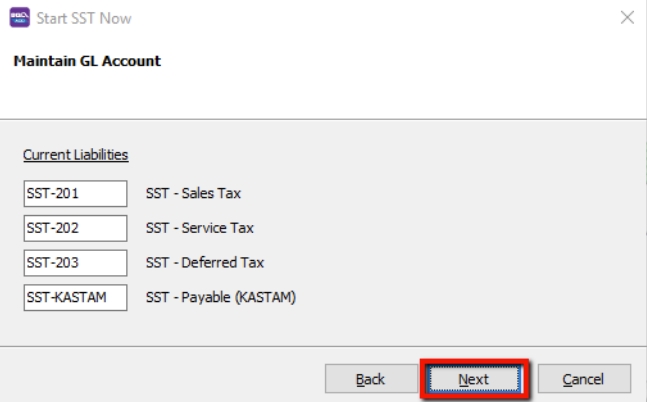 Start SST Now
Maintain GL Account
Current Liabilities
SST-201 SST - Sales Tax
SST-202 SST - Service Tax
SST-203 SST - Deferred Tax
SST-KASTAM SST - Payable (KASTAM)
Back Next Cancel